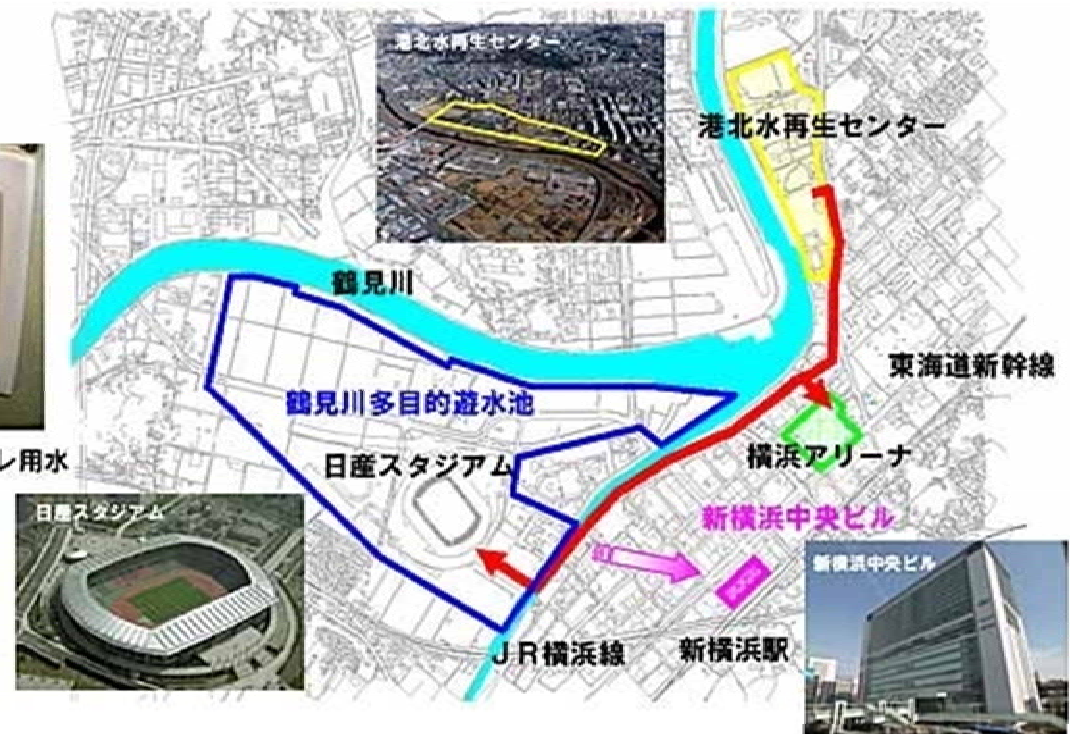 港北水再生センター
港北水再生センター
鶴見川
東海道新幹線
鶴見川多目的遊水池
レ用水
日産スタジアム
横浜アリーナ
日産スタジアム
新横浜中央ビル
新横浜中央ビル
JR横浜線
新横浜駅